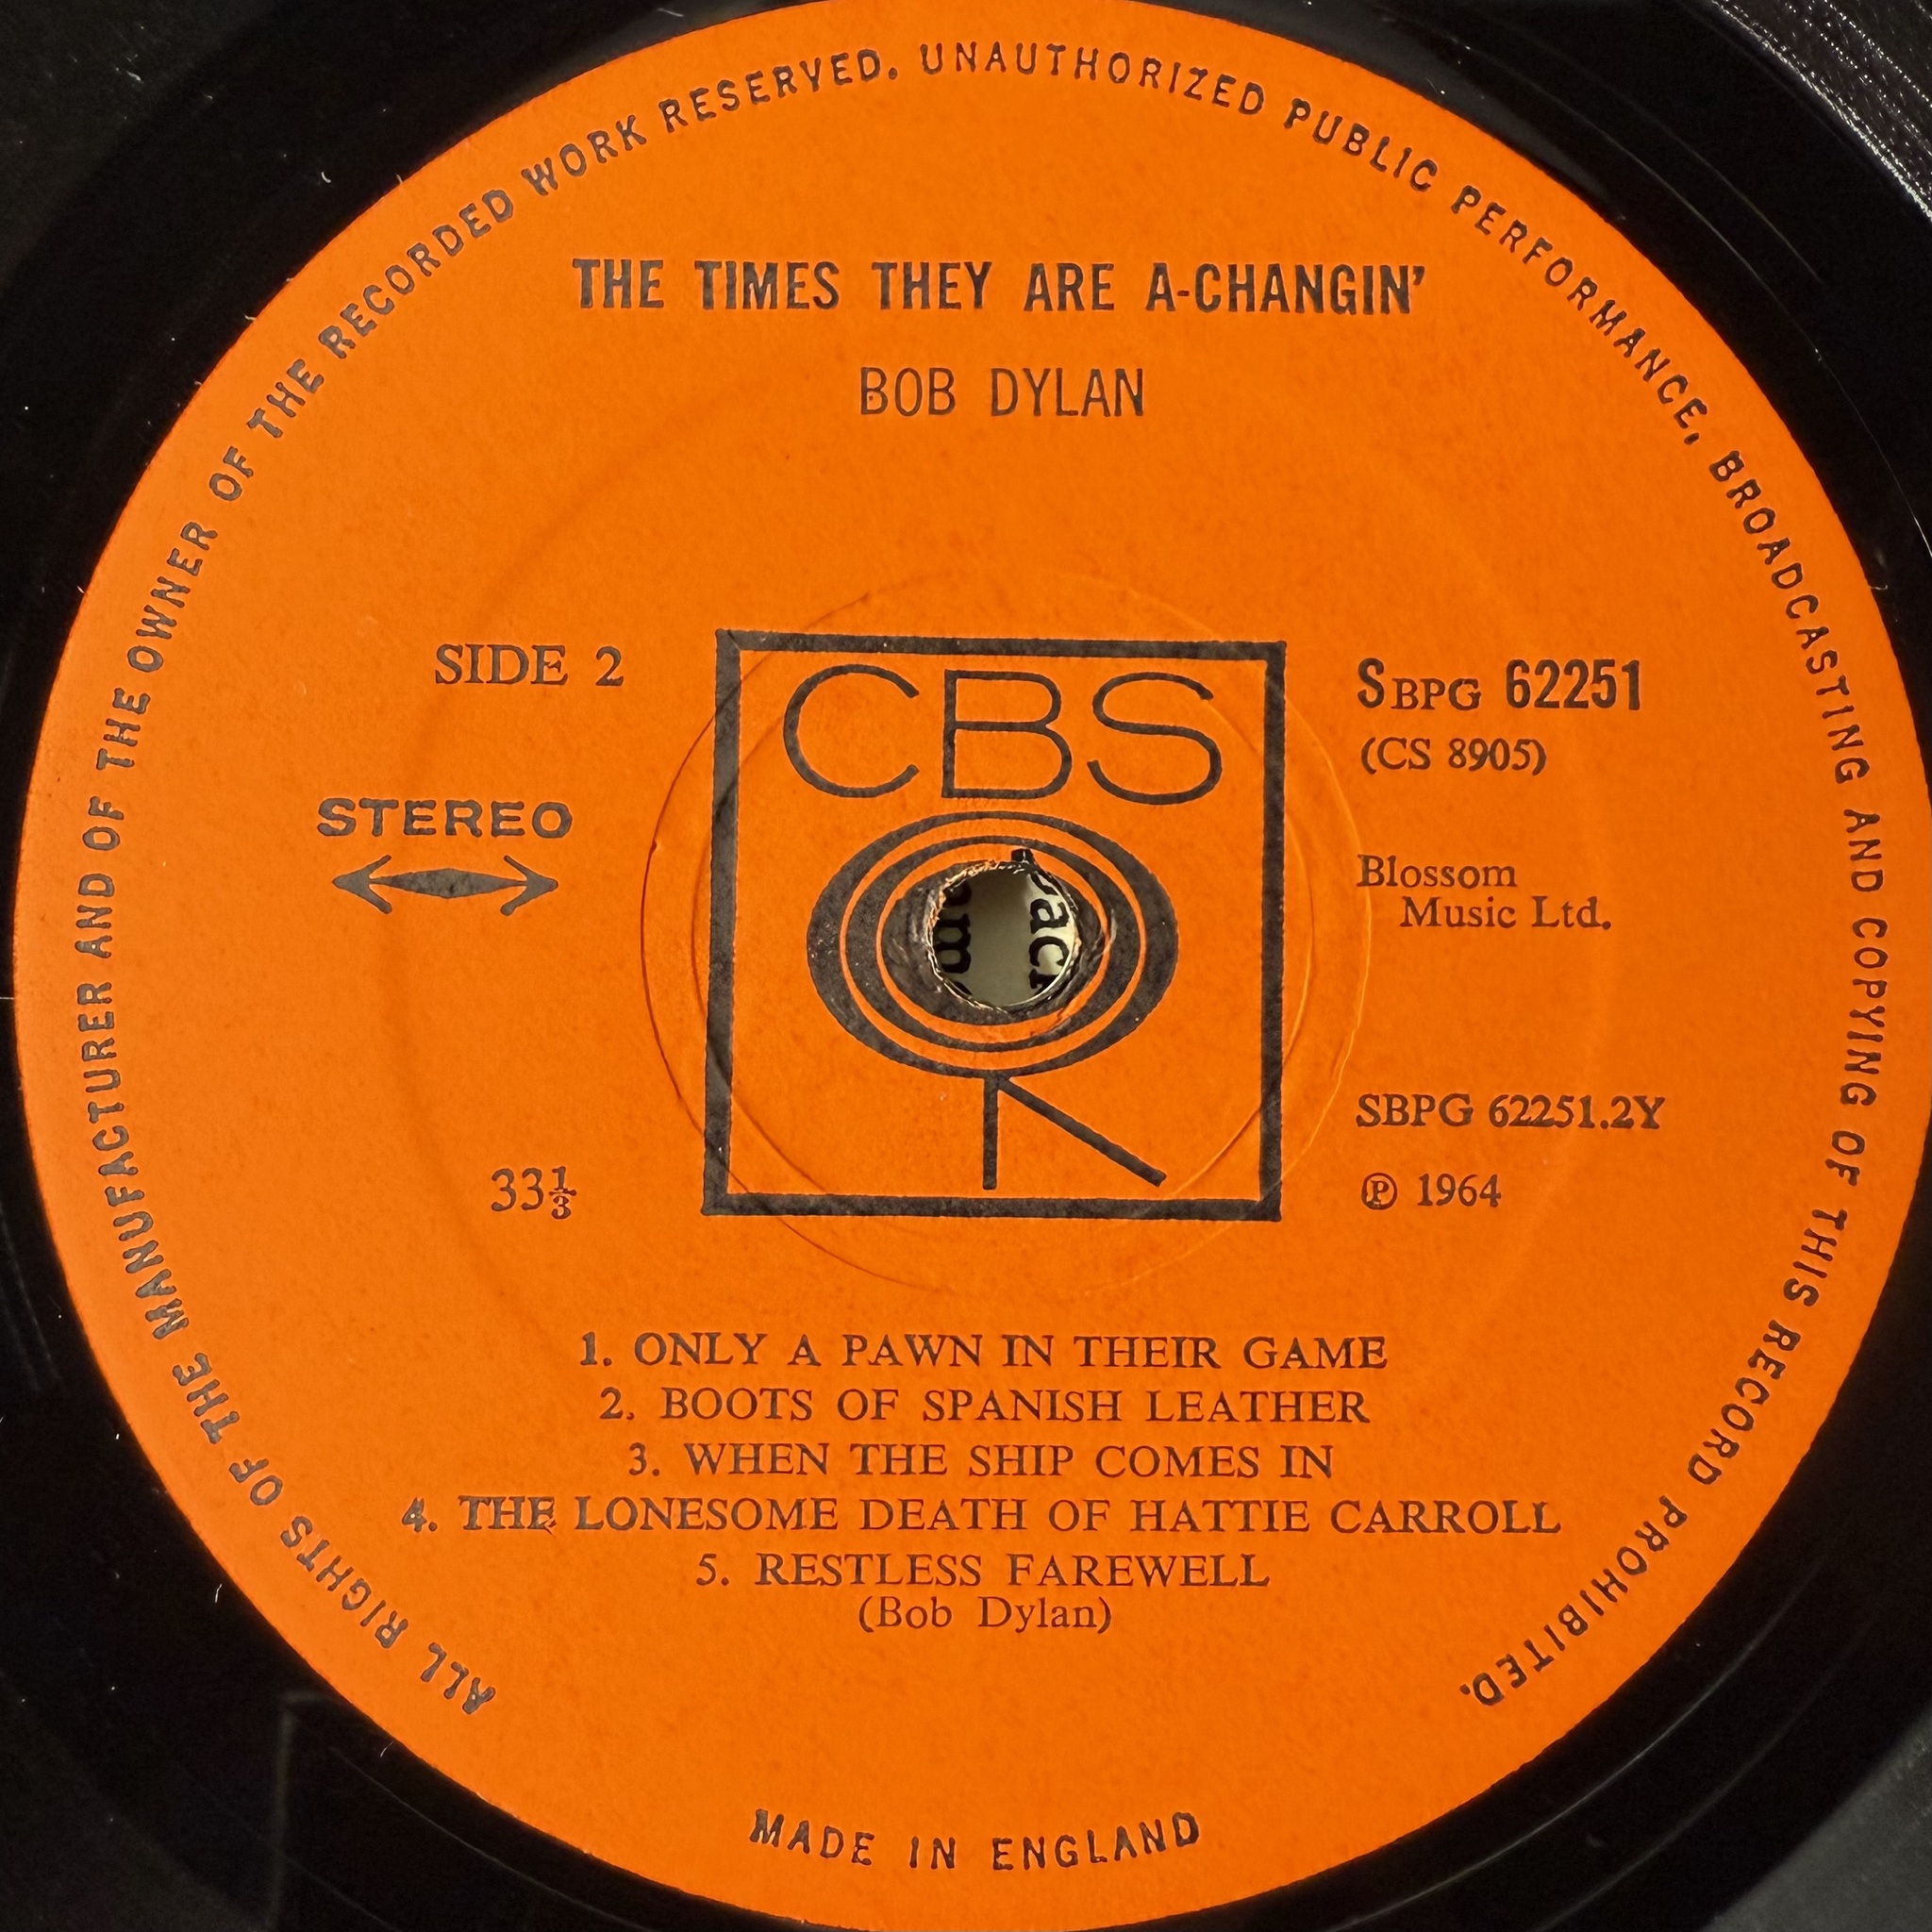 ALL RIGHTS OF THE MANUFACTURER AND OF THE OWNER OF THE RECORDED WORK RESERVED. UNAUTHORIZED PUBLIC PERFORMANCE, BROADCASTING AND COPYING OF THIS RECORD PROHIBITED.
THE TIMES THEY ARE A-CHANGIN'
BOB DYLAN
SIDE 2
STEREO
33⅓
CBS
SBPG 62251
(CS 8905)
Blossom
Music Ltd.
SBPG 62251.2Y
℗ 1964
1. ONLY A PAWN IN THEIR GAME
2. BOOTS OF SPANISH LEATHER
3. WHEN THE SHIP COMES IN
4. THE LONESOME DEATH OF HATTIE CARROLL
5. RESTLESS FAREWELL
(Bob Dylan)
MADE IN ENGLAND